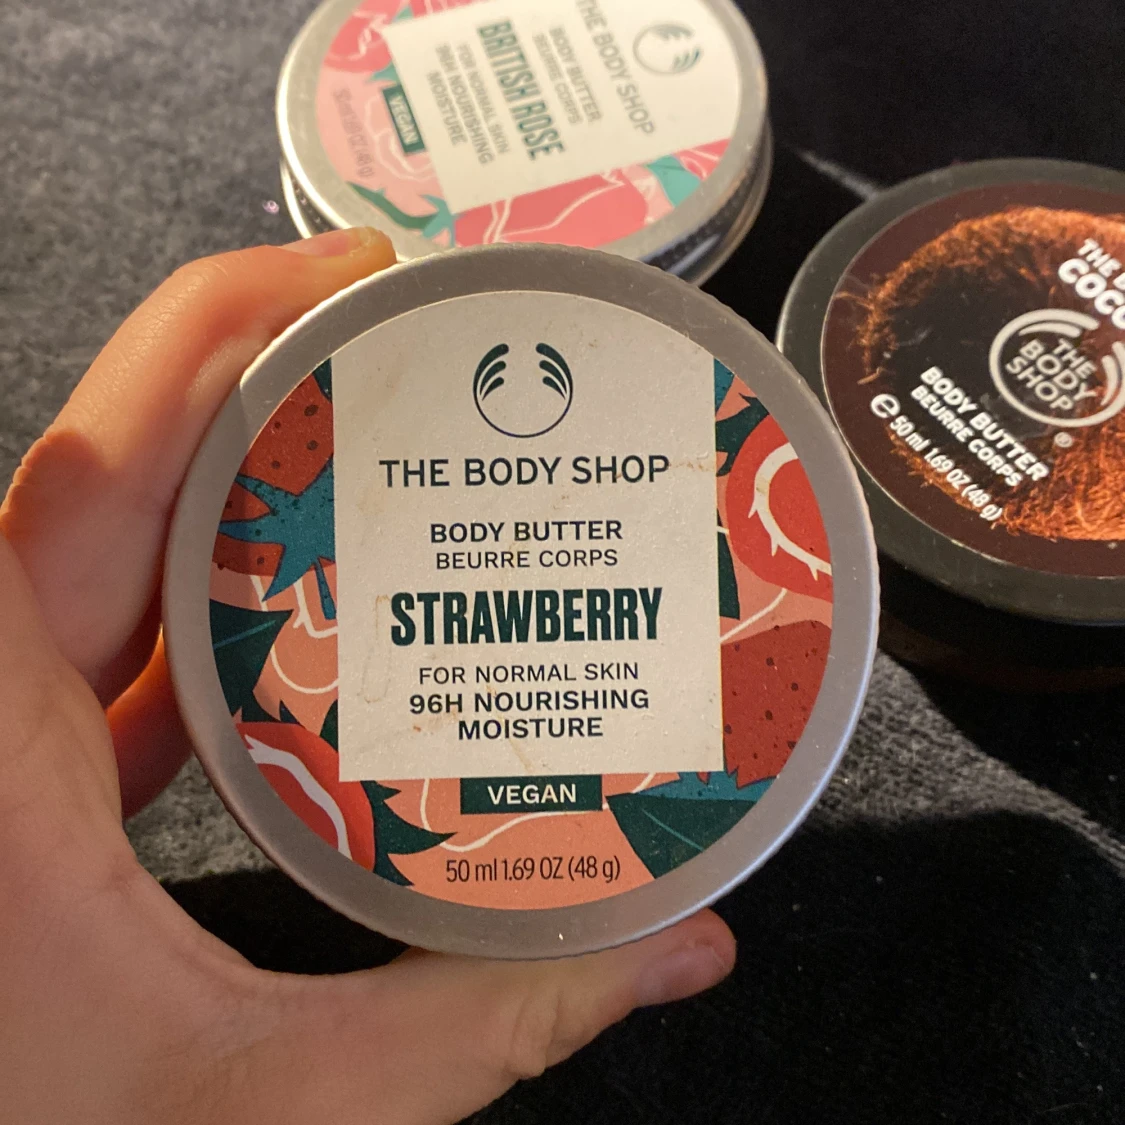 THE BODY SHOP
BODY BUTTER
BEURRE CORPS
BRITISH ROSE
FOR NORMAL SKIN
96H NOURISHING
MOISTURE
VEGAN
THE BODY SHOP
BODY BUTTER
BEURRE CORPS
STRAWBERRY
FOR NORMAL SKIN
96H NOURISHING
MOISTURE
VEGAN
50 ml 1.69 OZ (48 g)
THE
THE
BODY
SHOP
®
BODY BUTTER
BEURRE CORPS
℮ 50 ml 1.69 OZ (48 g)